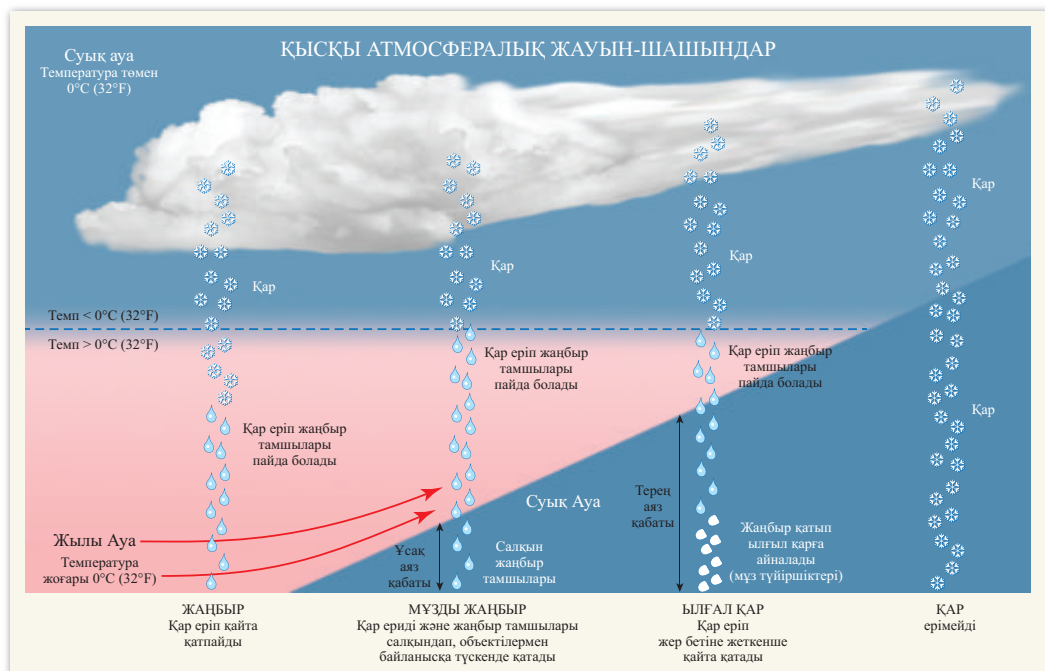 ҚЫСҚЫ АТМОСФЕРАЛЫҚ ЖАУЫН-ШАШЫНДАР
Суық ауа
Температура төмен
0°C (32°F)
Қар
Қар
Қар
Қар
Темп < 0°C (32°F)
Темп > 0°C (32°F)
Қар еріп жаңбыр
тамшылары
пайда болады
Қар еріп жаңбыр
тамшылары
пайда болады
Қар еріп жаңбыр
тамшылары
пайда болады
Қар
Суық Ауа
Терең
аяз
қабаты
Жылы Ауа
Температура
жоғары 0°C (32°F)
Ұсақ
аяз
қабаты
Салқын
жаңбыр
тамшылары
Жаңбыр қатып
ылғыл қарға
айналады
(мұз түйіршіктері)
ЖАҢБЫР
Қар еріп қайта
қатпайды
МҰЗДЫ ЖАҢБЫР
Қар ериді және жаңбыр тамшылары
салқындап, объектілермен
байланысқа түскенде қатады
ЫЛҒАЛ ҚАР
Қар еріп
жер бетіне жеткенше
қайта қатады
ҚАР
ерімейді